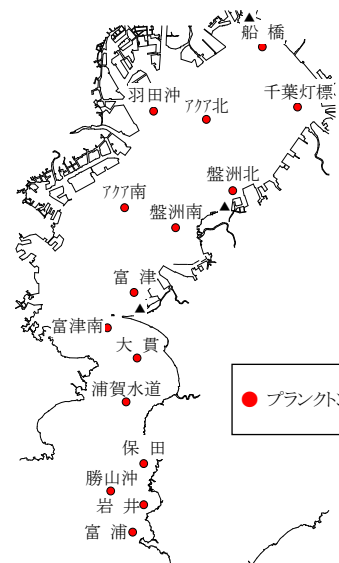 船 橋
千葉灯標
羽田沖
アクア北
盤洲北
アクア南
盤洲南
富 津
富津南
大 貫
浦賀水道
プランクト
保 田
勝山沖
岩 井
富 浦